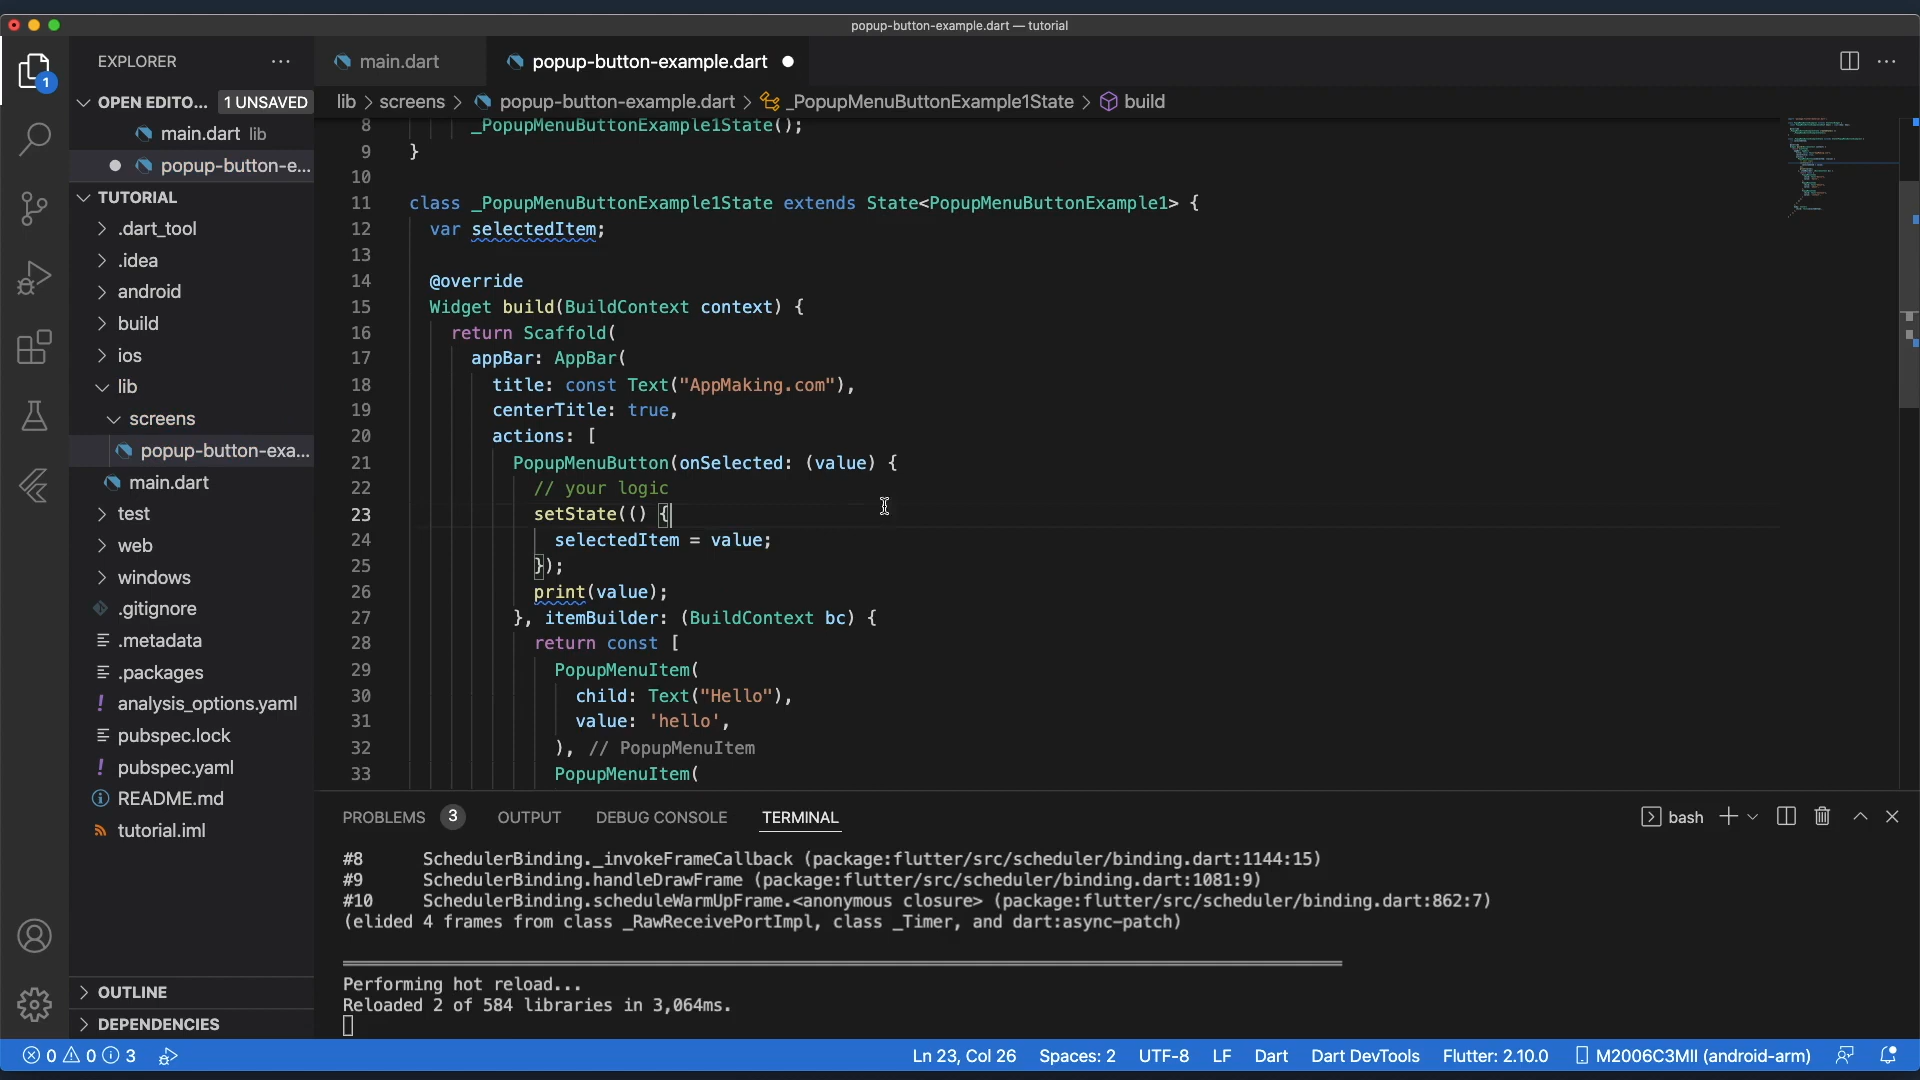 popup-button-example.dart — tutorial
EXPLORER
main.dart
popup-button-example.dart
1
OPEN EDITO... 1 UNSAVED
lib > screens > popup-button-example.dart > _PopupMenuButtonExample1State > build
main.dart lib
popup-button-e...
TUTORIAL
.dart_tool
.idea
android
build
ios
lib
screens
popup-button-exa...
main.dart
test
web
windows
.gitignore
.metadata
.packages
analysis_options.yaml
pubspec.lock
pubspec.yaml
README.md
tutorial.iml
OUTLINE
DEPENDENCIES
8 _PopupMenuButtonExample1State();
9 }
10
11 class _PopupMenuButtonExample1State extends State<PopupMenuButtonExample1> {
12 var selectedItem;
13
14 @override
15 Widget build(BuildContext context) {
16 return Scaffold(
17 appBar: AppBar(
18 title: const Text("AppMaking.com"),
19 centerTitle: true,
20 actions: [
21 PopupMenuButton(onSelected: (value) {
22 // your logic
23 setState(() {
24 selectedItem = value;
25 });
26 print(value);
27 }, itemBuilder: (BuildContext bc) {
28 return const [
29 PopupMenuItem(
30 child: Text("Hello"),
31 value: 'hello',
32 ), // PopupMenuItem
33 PopupMenuItem(
PROBLEMS 3 OUTPUT DEBUG CONSOLE TERMINAL
bash
#8 SchedulerBinding._invokeFrameCallback (package:flutter/src/scheduler/binding.dart:1144:15)
#9 SchedulerBinding.handleDrawFrame (package:flutter/src/scheduler/binding.dart:1081:9)
#10 SchedulerBinding.scheduleWarmUpFrame.<anonymous closure> (package:flutter/src/scheduler/binding.dart:862:7)
(elided 4 frames from class _RawReceivePortImpl, class _Timer, and dart:async-patch)
Performing hot reload...
Reloaded 2 of 584 libraries in 3,064ms.
0 0 3
Ln 23, Col 26 Spaces: 2 UTF-8 LF Dart Dart DevTools Flutter: 2.10.0 M2006C3MII (android-arm)